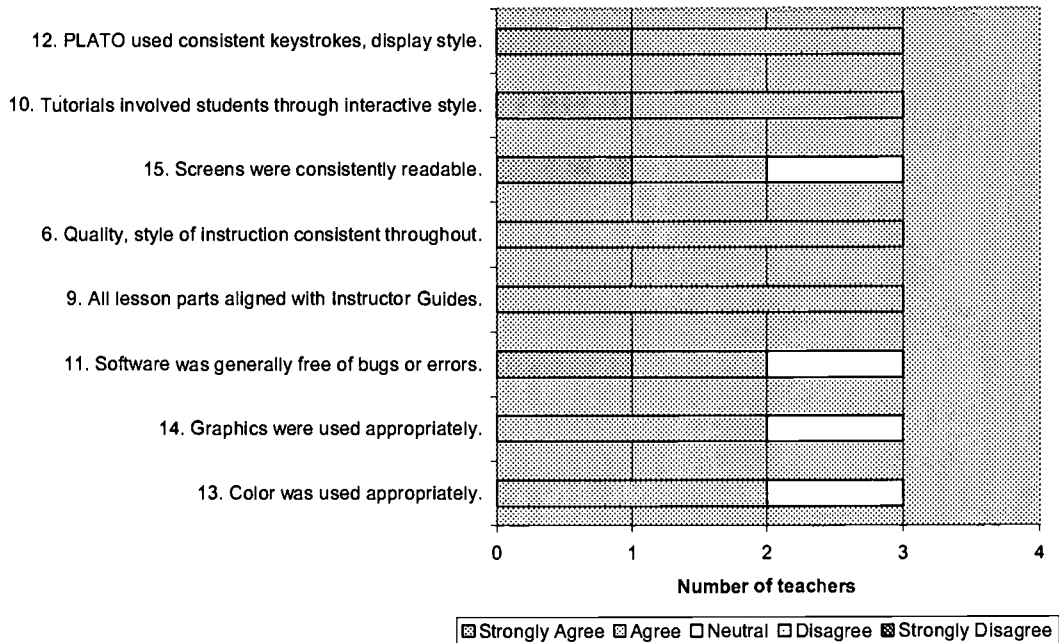 12. PLATO used consistent keystrokes, display style.
10. Tutorials involved students through interactive style.
15. Screens were consistently readable.
6. Quality, style of instruction consistent throughout.
9. All lesson parts aligned with Instructor Guides.
11. Software was generally free of bugs or errors.
14. Graphics were used appropriately.
13. Color was used appropriately.
0 1 2 3 4
Number of teachers
Strongly Agree Agree Neutral Disagree Strongly Disagree